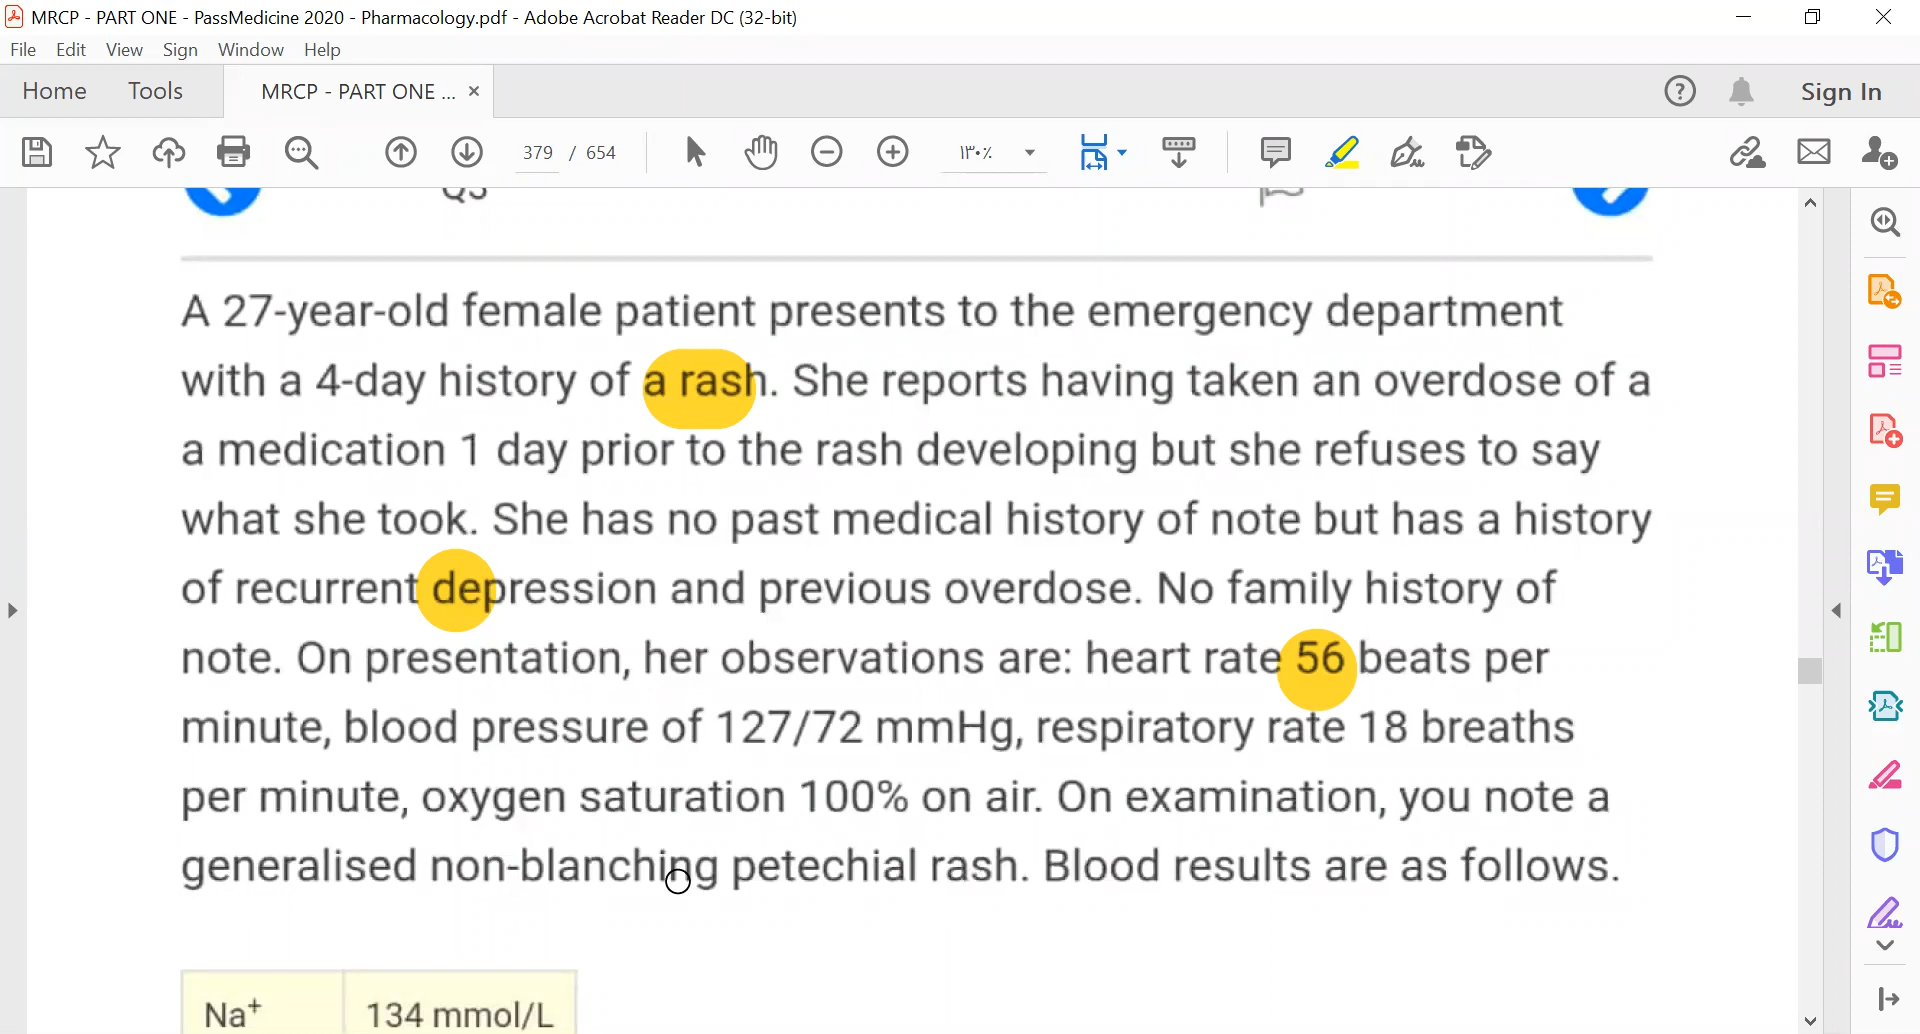 MRCP - PART ONE - PassMedicine 2020 - Pharmacology.pdf - Adobe Acrobat Reader DC (32-bit)
File Edit View Sign Window Help
Home Tools MRCP - PART ONE ... × Sign In
379 / 654 ١٣٠٪
Q3
A 27-year-old female patient presents to the emergency department
with a 4-day history of a rash. She reports having taken an overdose of a
a medication 1 day prior to the rash developing but she refuses to say
what she took. She has no past medical history of note but has a history
of recurrent depression and previous overdose. No family history of
note. On presentation, her observations are: heart rate 56 beats per
minute, blood pressure of 127/72 mmHg, respiratory rate 18 breaths
per minute, oxygen saturation 100% on air. On examination, you note a
generalised non-blanching petechial rash. Blood results are as follows.
Na⁺ 134 mmol/L